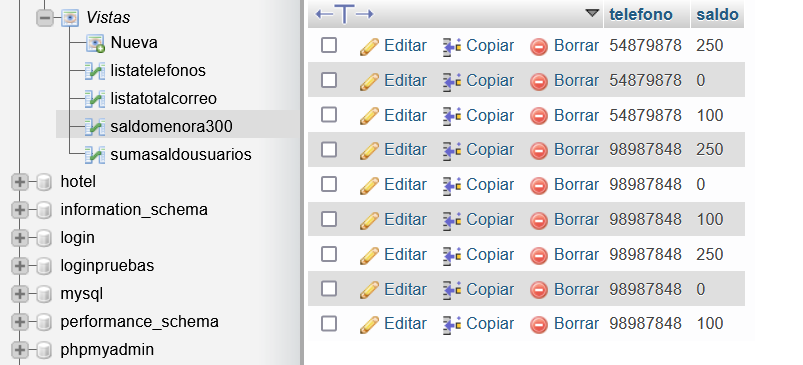 Vistas
Nueva
listatelefonos
listatotalcorreo
saldomenora300
sumasaldousuarios
hotel
information_schema
login
loginpruebas
mysql
performance_schema
phpmyadmin
telefono saldo
Editar Copiar Borrar 54879878 250
Editar Copiar Borrar 54879878 0
Editar Copiar Borrar 54879878 100
Editar Copiar Borrar 98987848 250
Editar Copiar Borrar 98987848 0
Editar Copiar Borrar 98987848 100
Editar Copiar Borrar 98987848 250
Editar Copiar Borrar 98987848 0
Editar Copiar Borrar 98987848 100